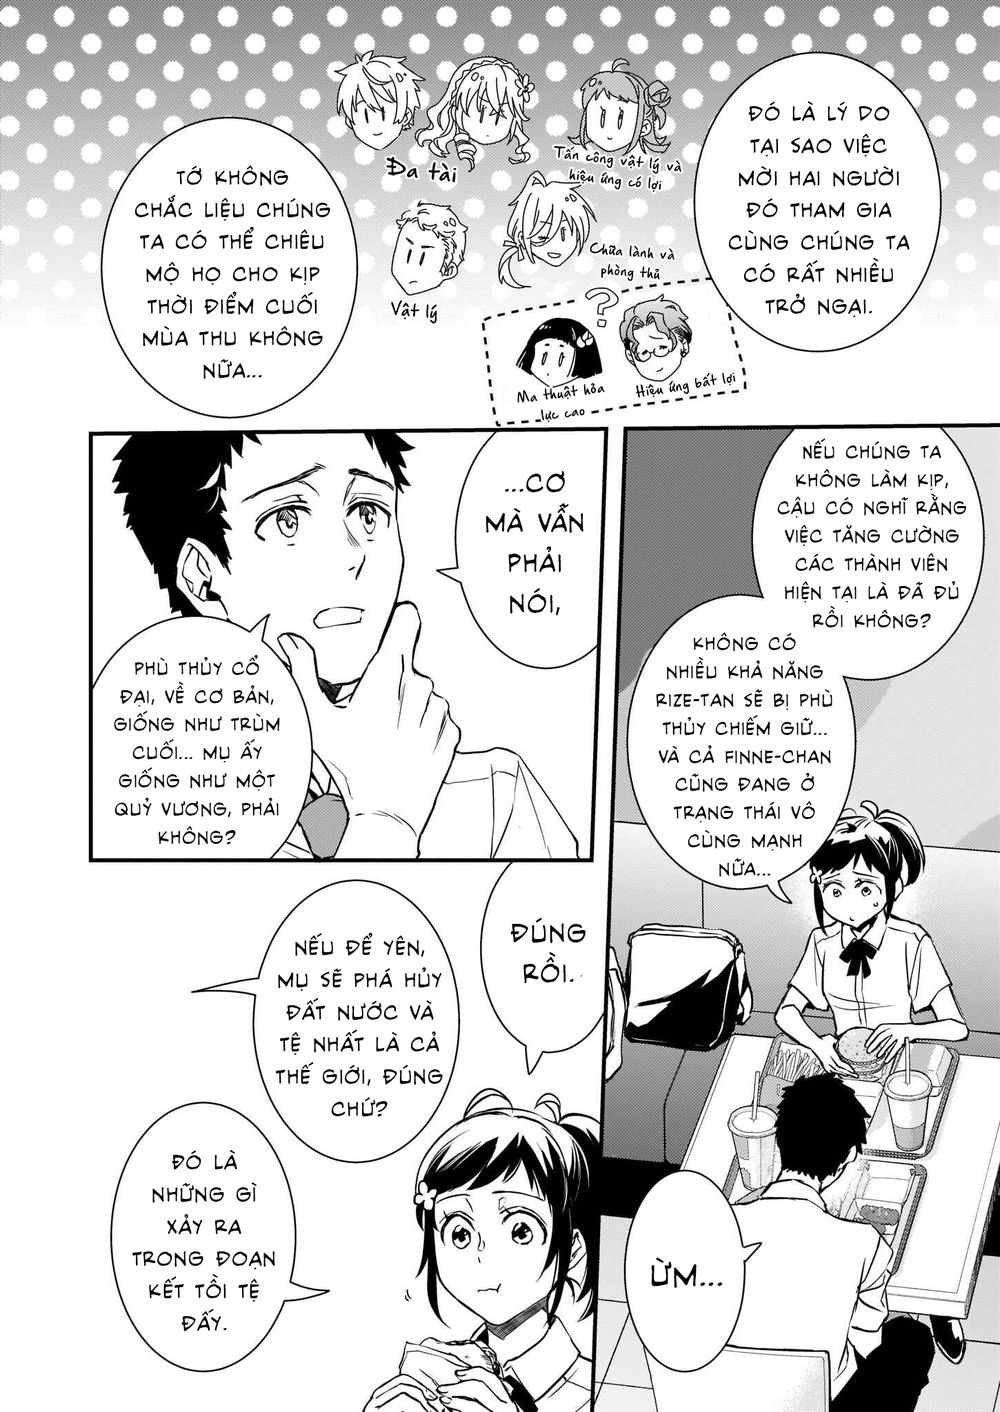 ĐÓ LÀ LÝ DO
TẠI SAO VIỆC
MỜI HAI NGƯỜI
ĐÓ THAM GIA
CÙNG CHÚNG TA
CÓ RẤT NHIỀU
TRỞ NGẠI.
Đa tài
Tấn công vật lý và
hiệu ứng có lợi
Vật lý
Chữa lành và
phòng thủ
?
Ma thuật hỏa
lực cao
Hiệu ứng bất lợi
TỚ KHÔNG
CHẮC LIỆU CHÚNG
TA CÓ THỂ CHIÊU
MỘ HỌ CHO KỊP
THỜI ĐIỂM CUỐI
MÙA THU KHÔNG
NỮA...
NẾU CHÚNG TA
KHÔNG LÀM KỊP,
CẬU CÓ NGHĨ RẰNG
VIỆC TĂNG CƯỜNG
CÁC THÀNH VIÊN
HIỆN TẠI LÀ ĐÃ ĐỦ
RỒI KHÔNG?
KHÔNG CÓ
NHIỀU KHẢ NĂNG
RIZE-TAN SẼ BỊ PHÙ
THỦY CHIẾM GIỮ...
VÀ CẢ FINNE-CHAN
CŨNG ĐANG Ở
TRẠNG THÁI VÔ
CÙNG MẠNH
NỮA...
ỪM...
...CƠ
MÀ VẪN
PHẢI
NÓI,
PHÙ THỦY CỔ
ĐẠI, VỀ CƠ BẢN,
GIỐNG NHƯ TRÙM
CUỐI... MỤ ẤY
GIỐNG NHƯ MỘT
QUỶ VƯƠNG, PHẢI
KHÔNG?
ĐÚNG
RỒI.
NẾU ĐỂ YÊN,
MỤ SẼ PHÁ HỦY
ĐẤT NƯỚC VÀ
TỆ NHẤT LÀ CẢ
THẾ GIỚI, ĐÚNG
CHỨ?
ĐÓ LÀ
NHỮNG GÌ
XẢY RA
TRONG ĐOẠN
KẾT TỒI TỆ
ĐẤY.